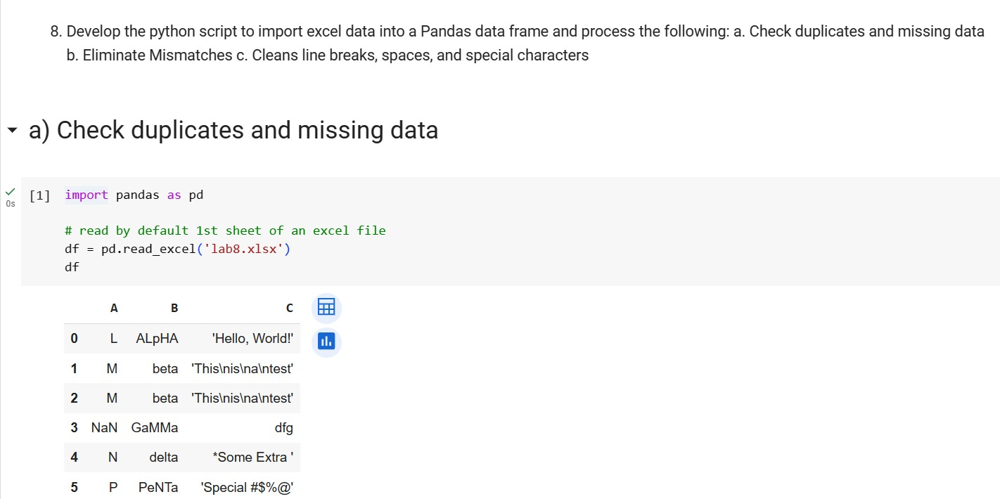 8. Develop the python script to import excel data into a Pandas data frame and process the following: a. Check duplicates and missing data
b. Eliminate Mismatches c. Cleans line breaks, spaces, and special characters
a) Check duplicates and missing data
[1] import pandas as pd
0s
# read by default 1st sheet of an excel file
df = pd.read_excel('lab8.xlsx')
df
A B C
0 L ALpHA 'Hello, World!'
1 M beta 'This\nis\na\ntest'
2 M beta 'This\nis\na\ntest'
3 NaN GaMMa dfg
4 N delta *Some Extra '
5 P PeNTa 'Special #$%@'